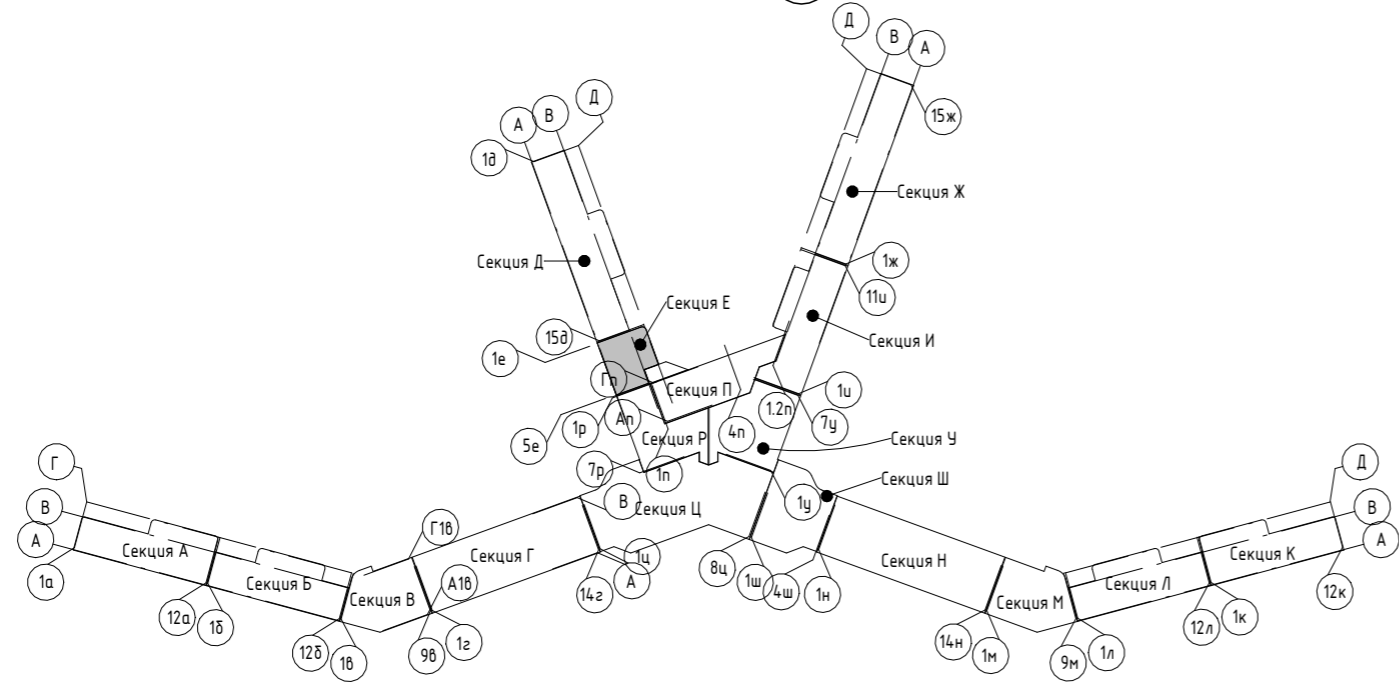 Д
В
А
15ж
Секция Ж
1ж
11и
Секция И
1и
7у
1.2п
4п
Секция У
А
В
Д
1д
Секция Д
15д
1е
Секция Е
Гп
Секция П
Ап
1р
5е
Секция Р
7р
1п
Секция Ш
1у
В
Секция Ц
1ц
А
14г
8ц
1ш
4ш
1н
Г
В
А
1а
Секция А
12а
1б
Секция Б
12б
1в
Секция В
Г1в
А1в
9в
1г
Секция Г
Секция Н
14н
1м
Секция М
9м
1л
Секция Л
12л
1к
Секция К
12к
Д
В
А